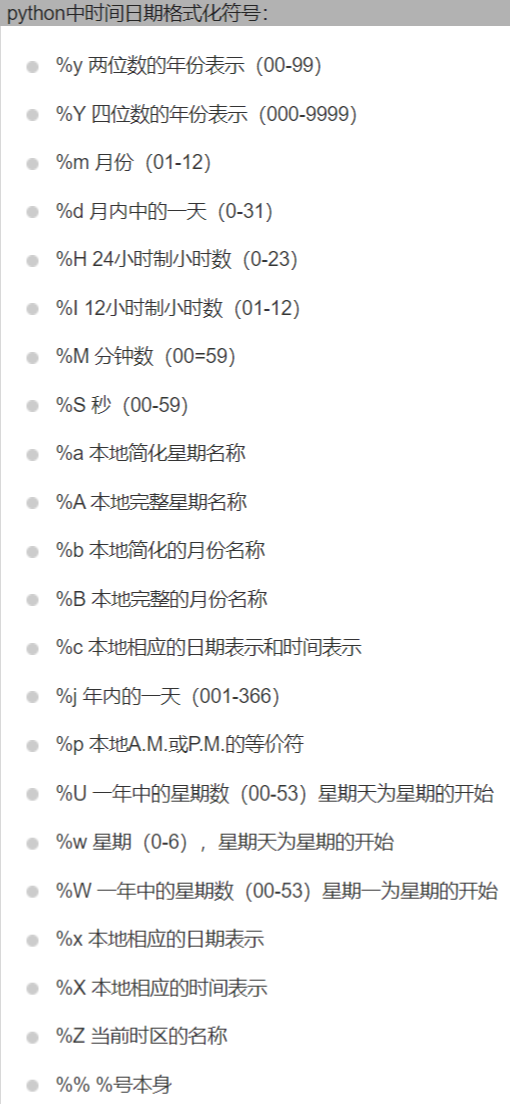 python中时间日期格式化符号：
%y 两位数的年份表示（00-99）
%Y 四位数的年份表示（000-9999）
%m 月份（01-12）
%d 月内中的一天（0-31）
%H 24小时制小时数（0-23）
%I 12小时制小时数（01-12）
%M 分钟数（00=59）
%S 秒（00-59）
%a 本地简化星期名称
%A 本地完整星期名称
%b 本地简化的月份名称
%B 本地完整的月份名称
%c 本地相应的日期表示和时间表示
%j 年内的一天（001-366）
%p 本地A.M.或P.M.的等价符
%U 一年中的星期数（00-53）星期天为星期的开始
%w 星期（0-6），星期天为星期的开始
%W 一年中的星期数（00-53）星期一为星期的开始
%x 本地相应的日期表示
%X 本地相应的时间表示
%Z 当前时区的名称
%% %号本身